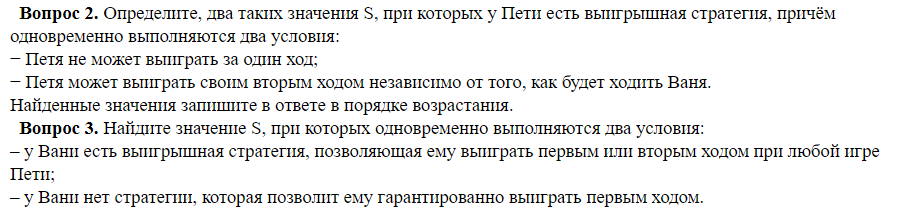 Вопрос 2. Определите, два таких значения S, при которых у Пети есть выигрышная стратегия, причём
одновременно выполняются два условия:
− Петя не может выиграть за один ход;
− Петя может выиграть своим вторым ходом независимо от того, как будет ходить Ваня.
Найденные значения запишите в ответе в порядке возрастания.
Вопрос 3. Найдите значение S, при которых одновременно выполняются два условия:
– у Вани есть выигрышная стратегия, позволяющая ему выиграть первым или вторым ходом при любой игре
Пети;
– у Вани нет стратегии, которая позволит ему гарантированно выиграть первым ходом.